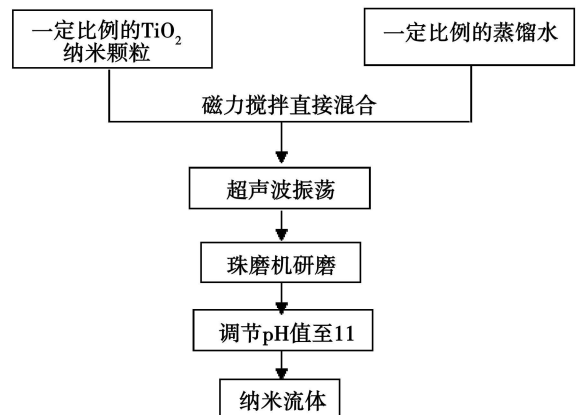 一定比例的TiO₂
纳米颗粒
一定比例的蒸馏水
磁力搅拌直接混合
超声波振荡
珠磨机研磨
调节pH值至11
纳米流体